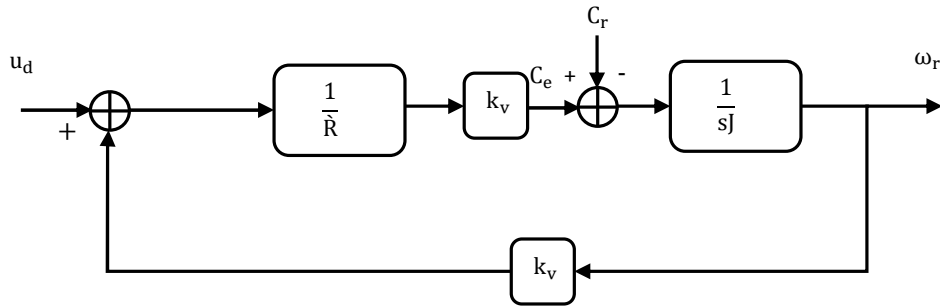 C_r
u_d
ω_r
+
1
R̀
k_v
C_e + -
1
sJ
k_v